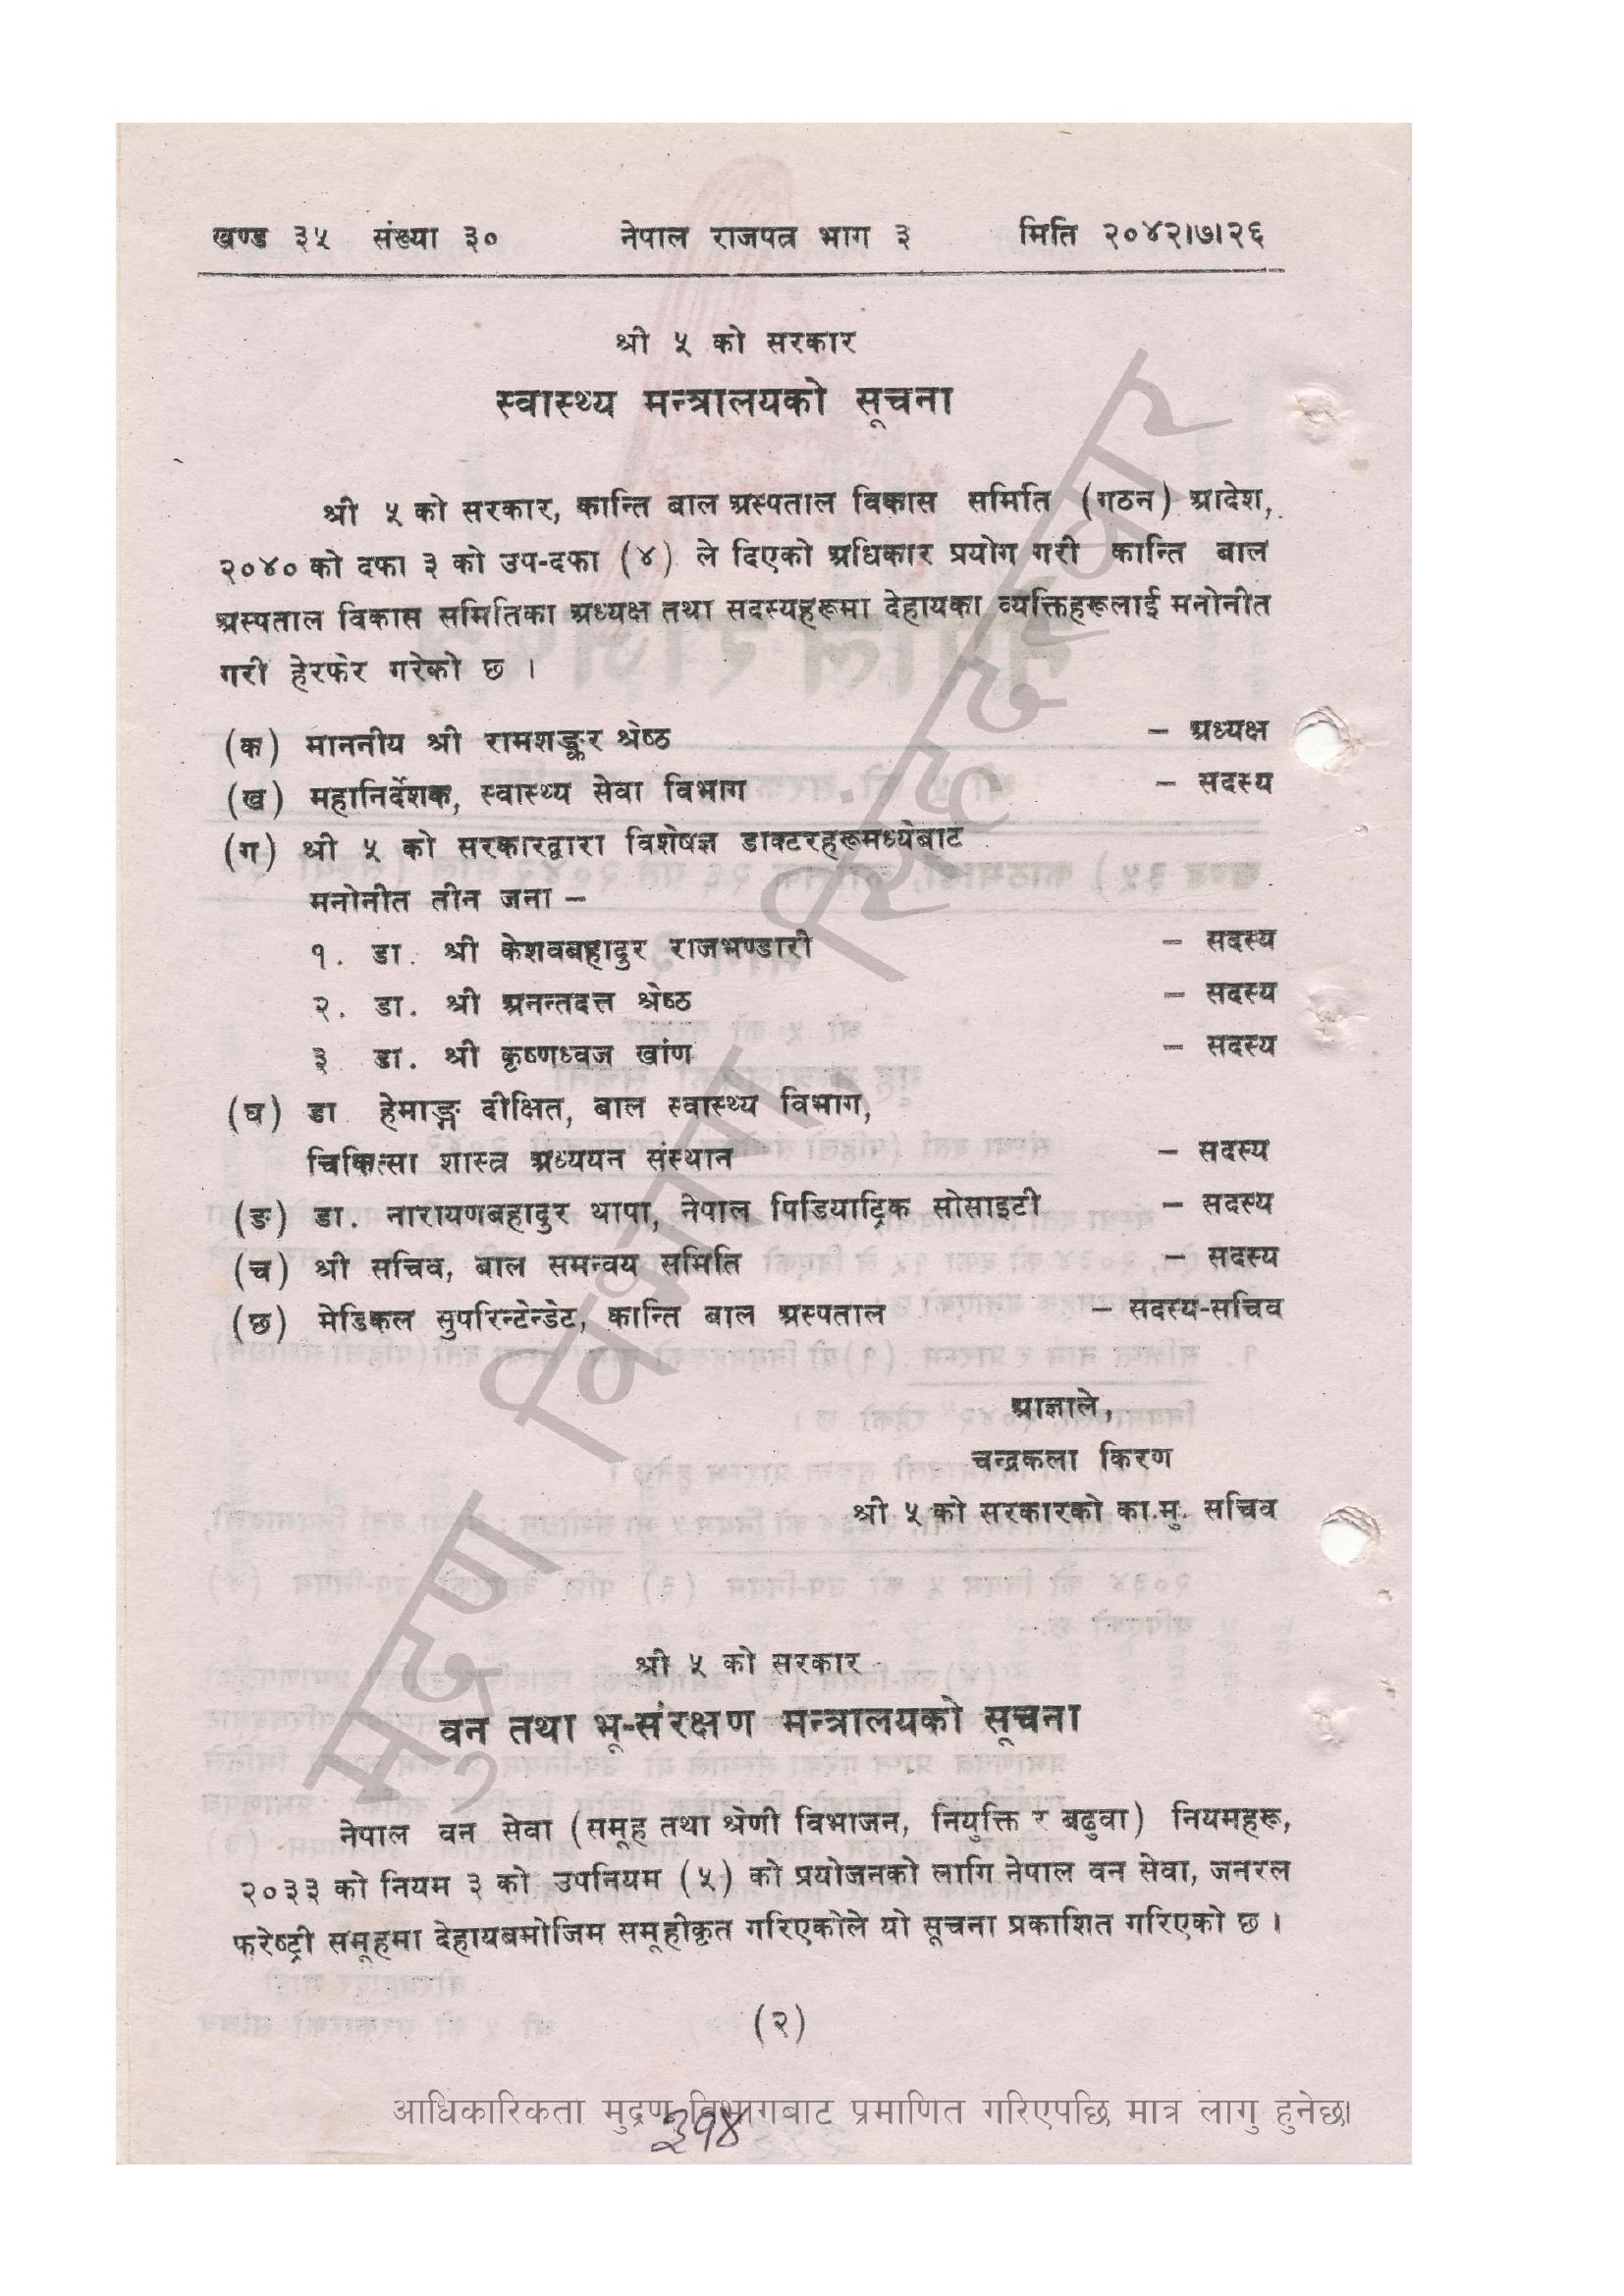 खण्ड ३५ संख्या ३० नेपाल राजपत्र भाग ३ मिति २०४२।७।२६
श्री ५ को सरकार
स्वास्थ्य मन्त्रालयको सूचना
श्री ५ को सरकार, कान्ति बाल अस्पताल विकास समिति (गठन) आदेश,
२०४० को दफा ३ को उप-दफा (४) ले दिएको अधिकार प्रयोग गरी कान्ति बाल
अस्पताल विकास समितिका अध्यक्ष तथा सदस्यहरूमा देहायका व्यक्तिहरूलाई मनोनीत
गरी हेरफेर गरेको छ ।
(क) माननीय श्री रामशङ्कर श्रेष्ठ – अध्यक्ष
(ख) महानिर्देशक, स्वास्थ्य सेवा विभाग – सदस्य
(ग) श्री ५ को सरकारद्वारा विशेषज्ञ डाक्टरहरूमध्येबाट
मनोनीत तीन जना –
१. डा. श्री केशवबहादुर राजभण्डारी – सदस्य
२. डा. श्री अनन्तदत्त श्रेष्ठ – सदस्य
३ डा. श्री कृष्णध्वज खांण – सदस्य
(घ) डा हेमाङ्ग दीक्षित, बाल स्वास्थ्य विभाग,
चिकित्सा शास्त्र अध्ययन संस्थान – सदस्य
(ङ) डा. नारायणबहादुर थापा, नेपाल पिडियाट्रिक सोसाइटी – सदस्य
(च) श्री सचिव, बाल समन्वय समिति – सदस्य
(छ) मेडिकल सुपरिन्टेन्डेट, कान्ति बाल अस्पताल – सदस्य-सचिव
आज्ञाले,
चन्द्रकला किरण
श्री ५ को सरकारको का.मु. सचिव
श्री ५ को सरकार
वन तथा भू-संरक्षण मन्त्रालयको सूचना
नेपाल वन सेवा (समूह तथा श्रेणी विभाजन, नियुक्ति र बढुवा) नियमहरू,
२०३३ को नियम ३ को उपनियम (५) को प्रयोजनको लागि नेपाल वन सेवा, जनरल
फरेष्ट्री समूहमा देहायबमोजिम समूहीकृत गरिएकोले यो सूचना प्रकाशित गरिएको छ ।
(२)
आधिकारिकता मुद्रण विभागबाट प्रमाणित गरिएपछि मात्र लागु हुनेछ।
३१४
मुद्रण विभाग, सिंहदरबार